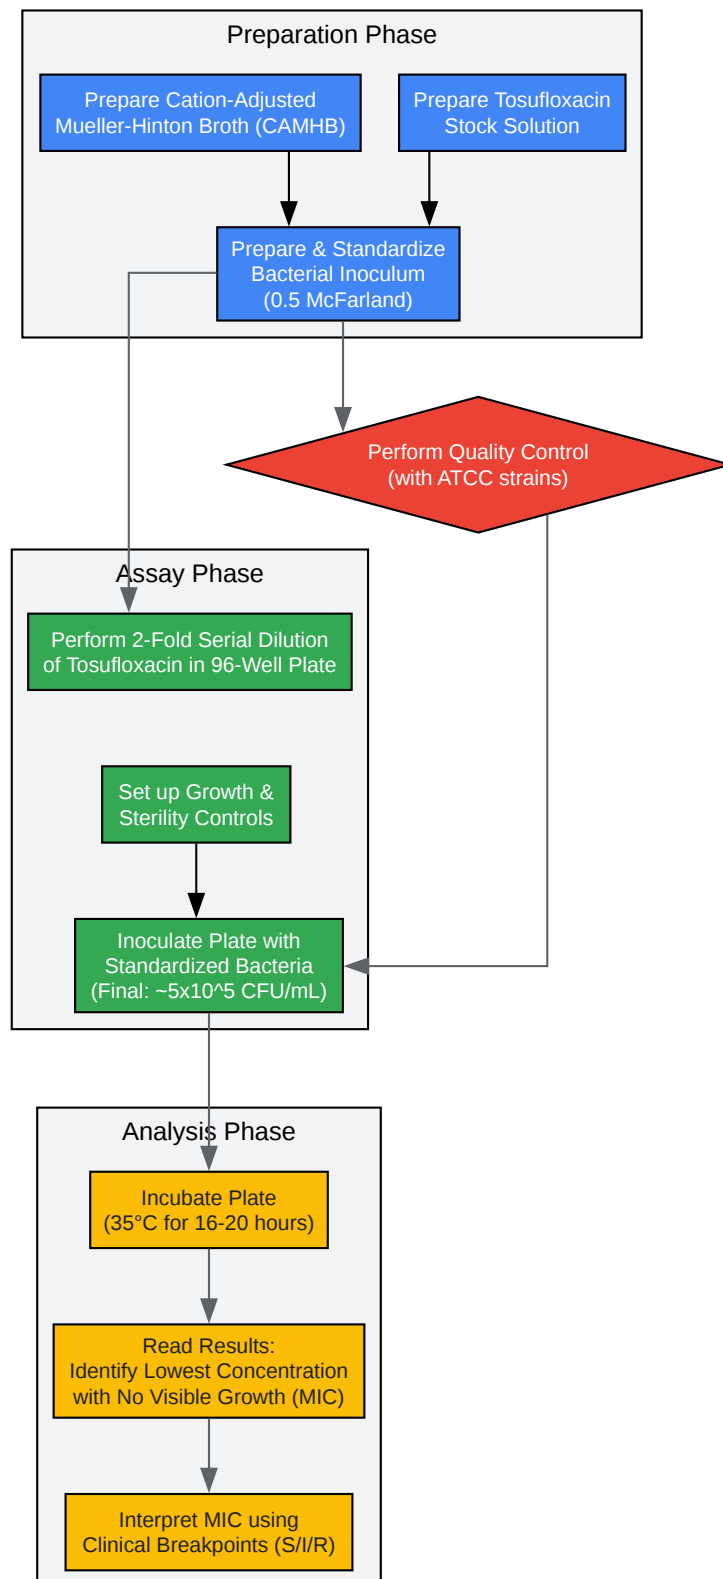 Preparation Phase
Prepare Cation-Adjusted
Mueller-Hinton Broth (CAMHB)
Prepare Tosufloxacin
Stock Solution
Prepare & Standardize
Bacterial Inoculum
(0.5 McFarland)
Perform Quality Control
(with ATCC strains)
Assay Phase
Perform 2-Fold Serial Dilution
of Tosufloxacin in 96-Well Plate
Set up Growth &
Sterility Controls
Inoculate Plate with
Standardized Bacteria
(Final: ~5x10^5 CFU/mL)
Analysis Phase
Incubate Plate
(35°C for 16-20 hours)
Read Results:
Identify Lowest Concentration
with No Visible Growth (MIC)
Interpret MIC using
Clinical Breakpoints (S/I/R)